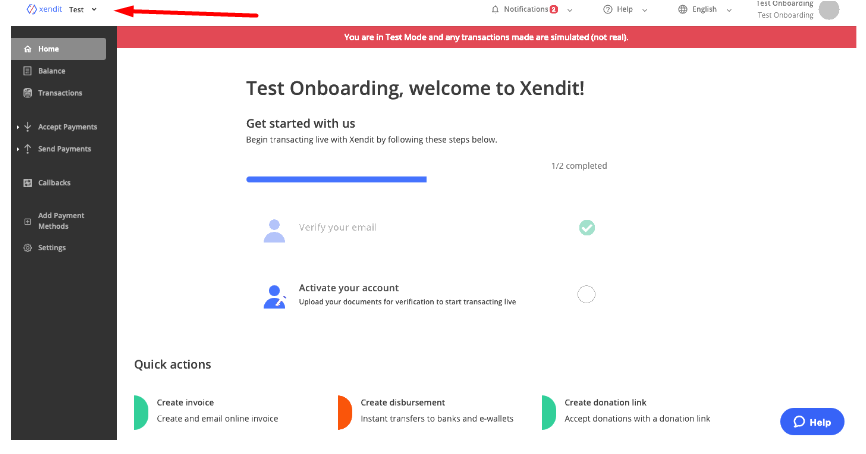 xendit Test
Notifications 2
Help
English
Test Onboarding
Test Onboarding
You are in Test Mode and any transactions made are simulated (not real).
Home
Balance
Transactions
Accept Payments
Send Payments
Callbacks
Add Payment
Methods
Settings
Test Onboarding, welcome to Xendit!
Get started with us
Begin transacting live with Xendit by following these steps below.
1/2 completed
Verify your email
Activate your account
Upload your documents for verification to start transacting live
Quick actions
Create invoice
Create and email online invoice
Create disbursement
Instant transfers to banks and e-wallets
Create donation link
Accept donations with a donation link
Help